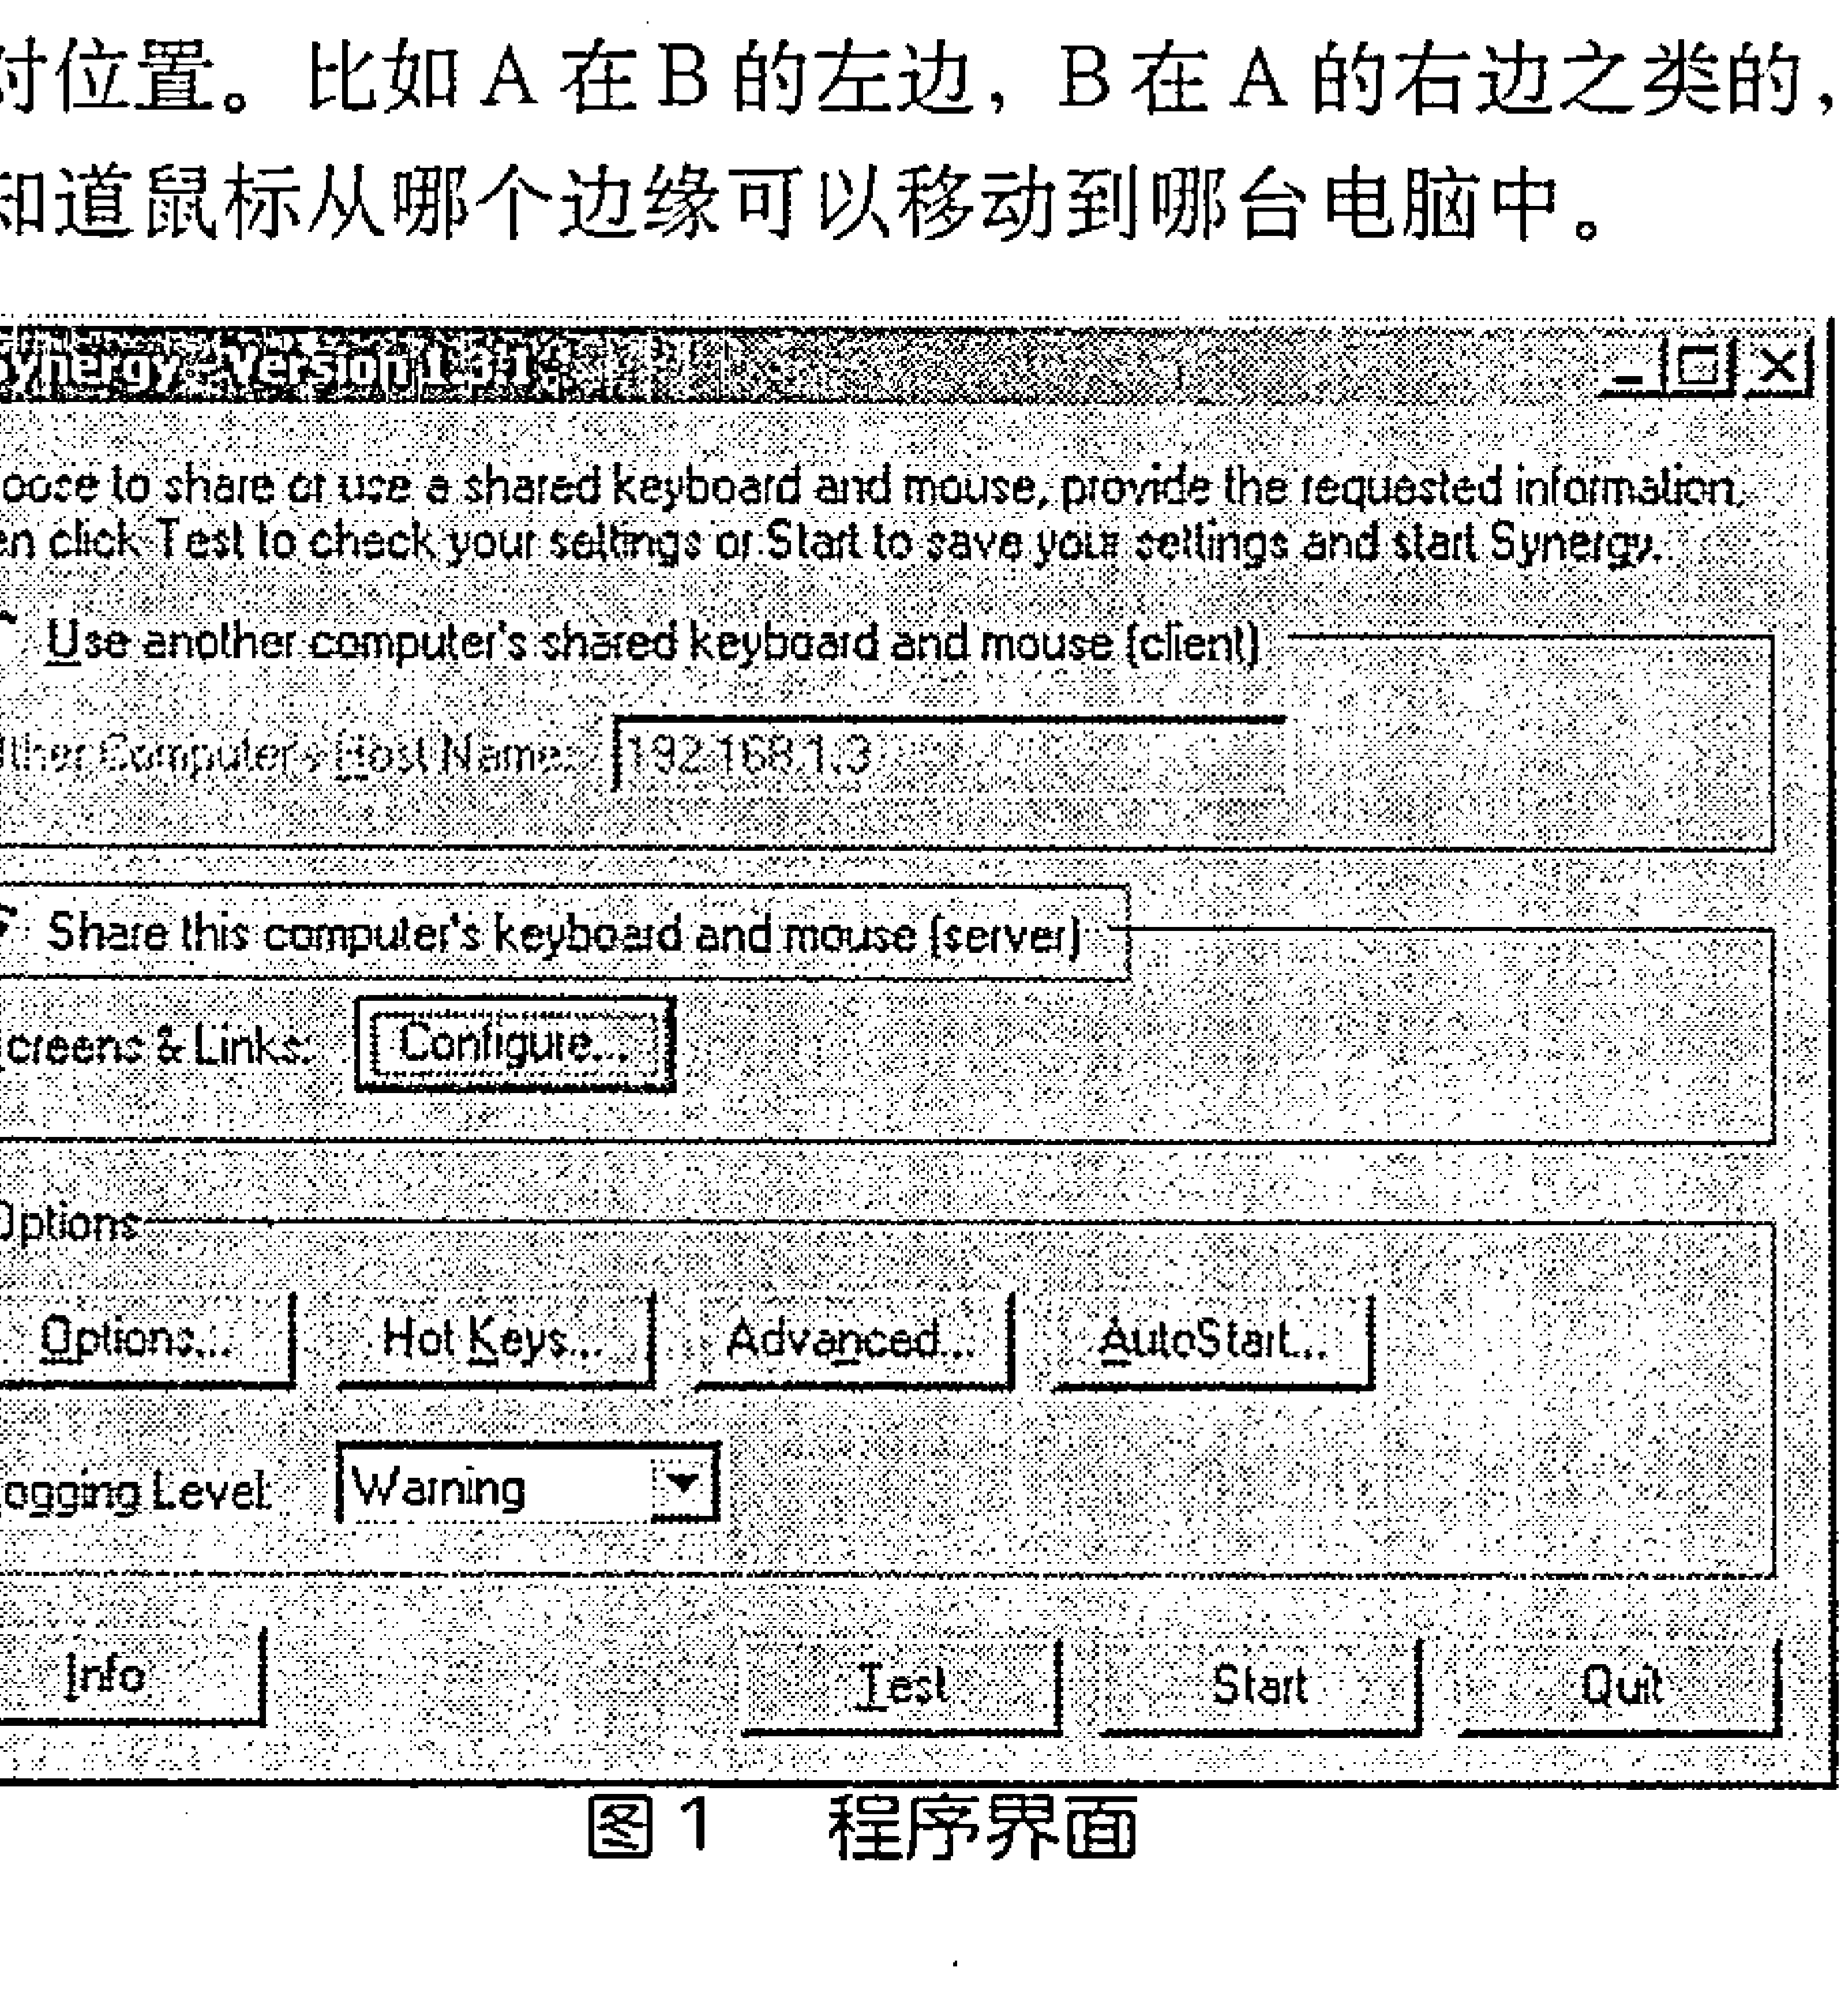 对位置。比如 A 在 B 的左边，B 在 A 的右边之类的，
知道鼠标从哪个边缘可以移动到哪台电脑中。
ynergy - Version 1.3.1
oose to share or use a shared keyboard and mouse, provide the requested information,
en click Test to check your settings or Start to save your settings and start Synergy.
Use another computer's shared keyboard and mouse (client)
ther Computer's Host Name: 192.168.1.3
Share this computer's keyboard and mouse (server)
creens & Links: Configure...
Options
Options... Hot Keys... Advanced... AutoStart...
ogging Level: Warning
Info Test Start Quit
图1 程序界面